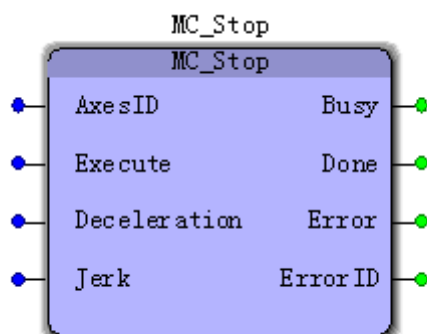 MC_Stop
MC_Stop
AxesID Busy
Execute Done
Deceleration Error
Jerk ErrorID